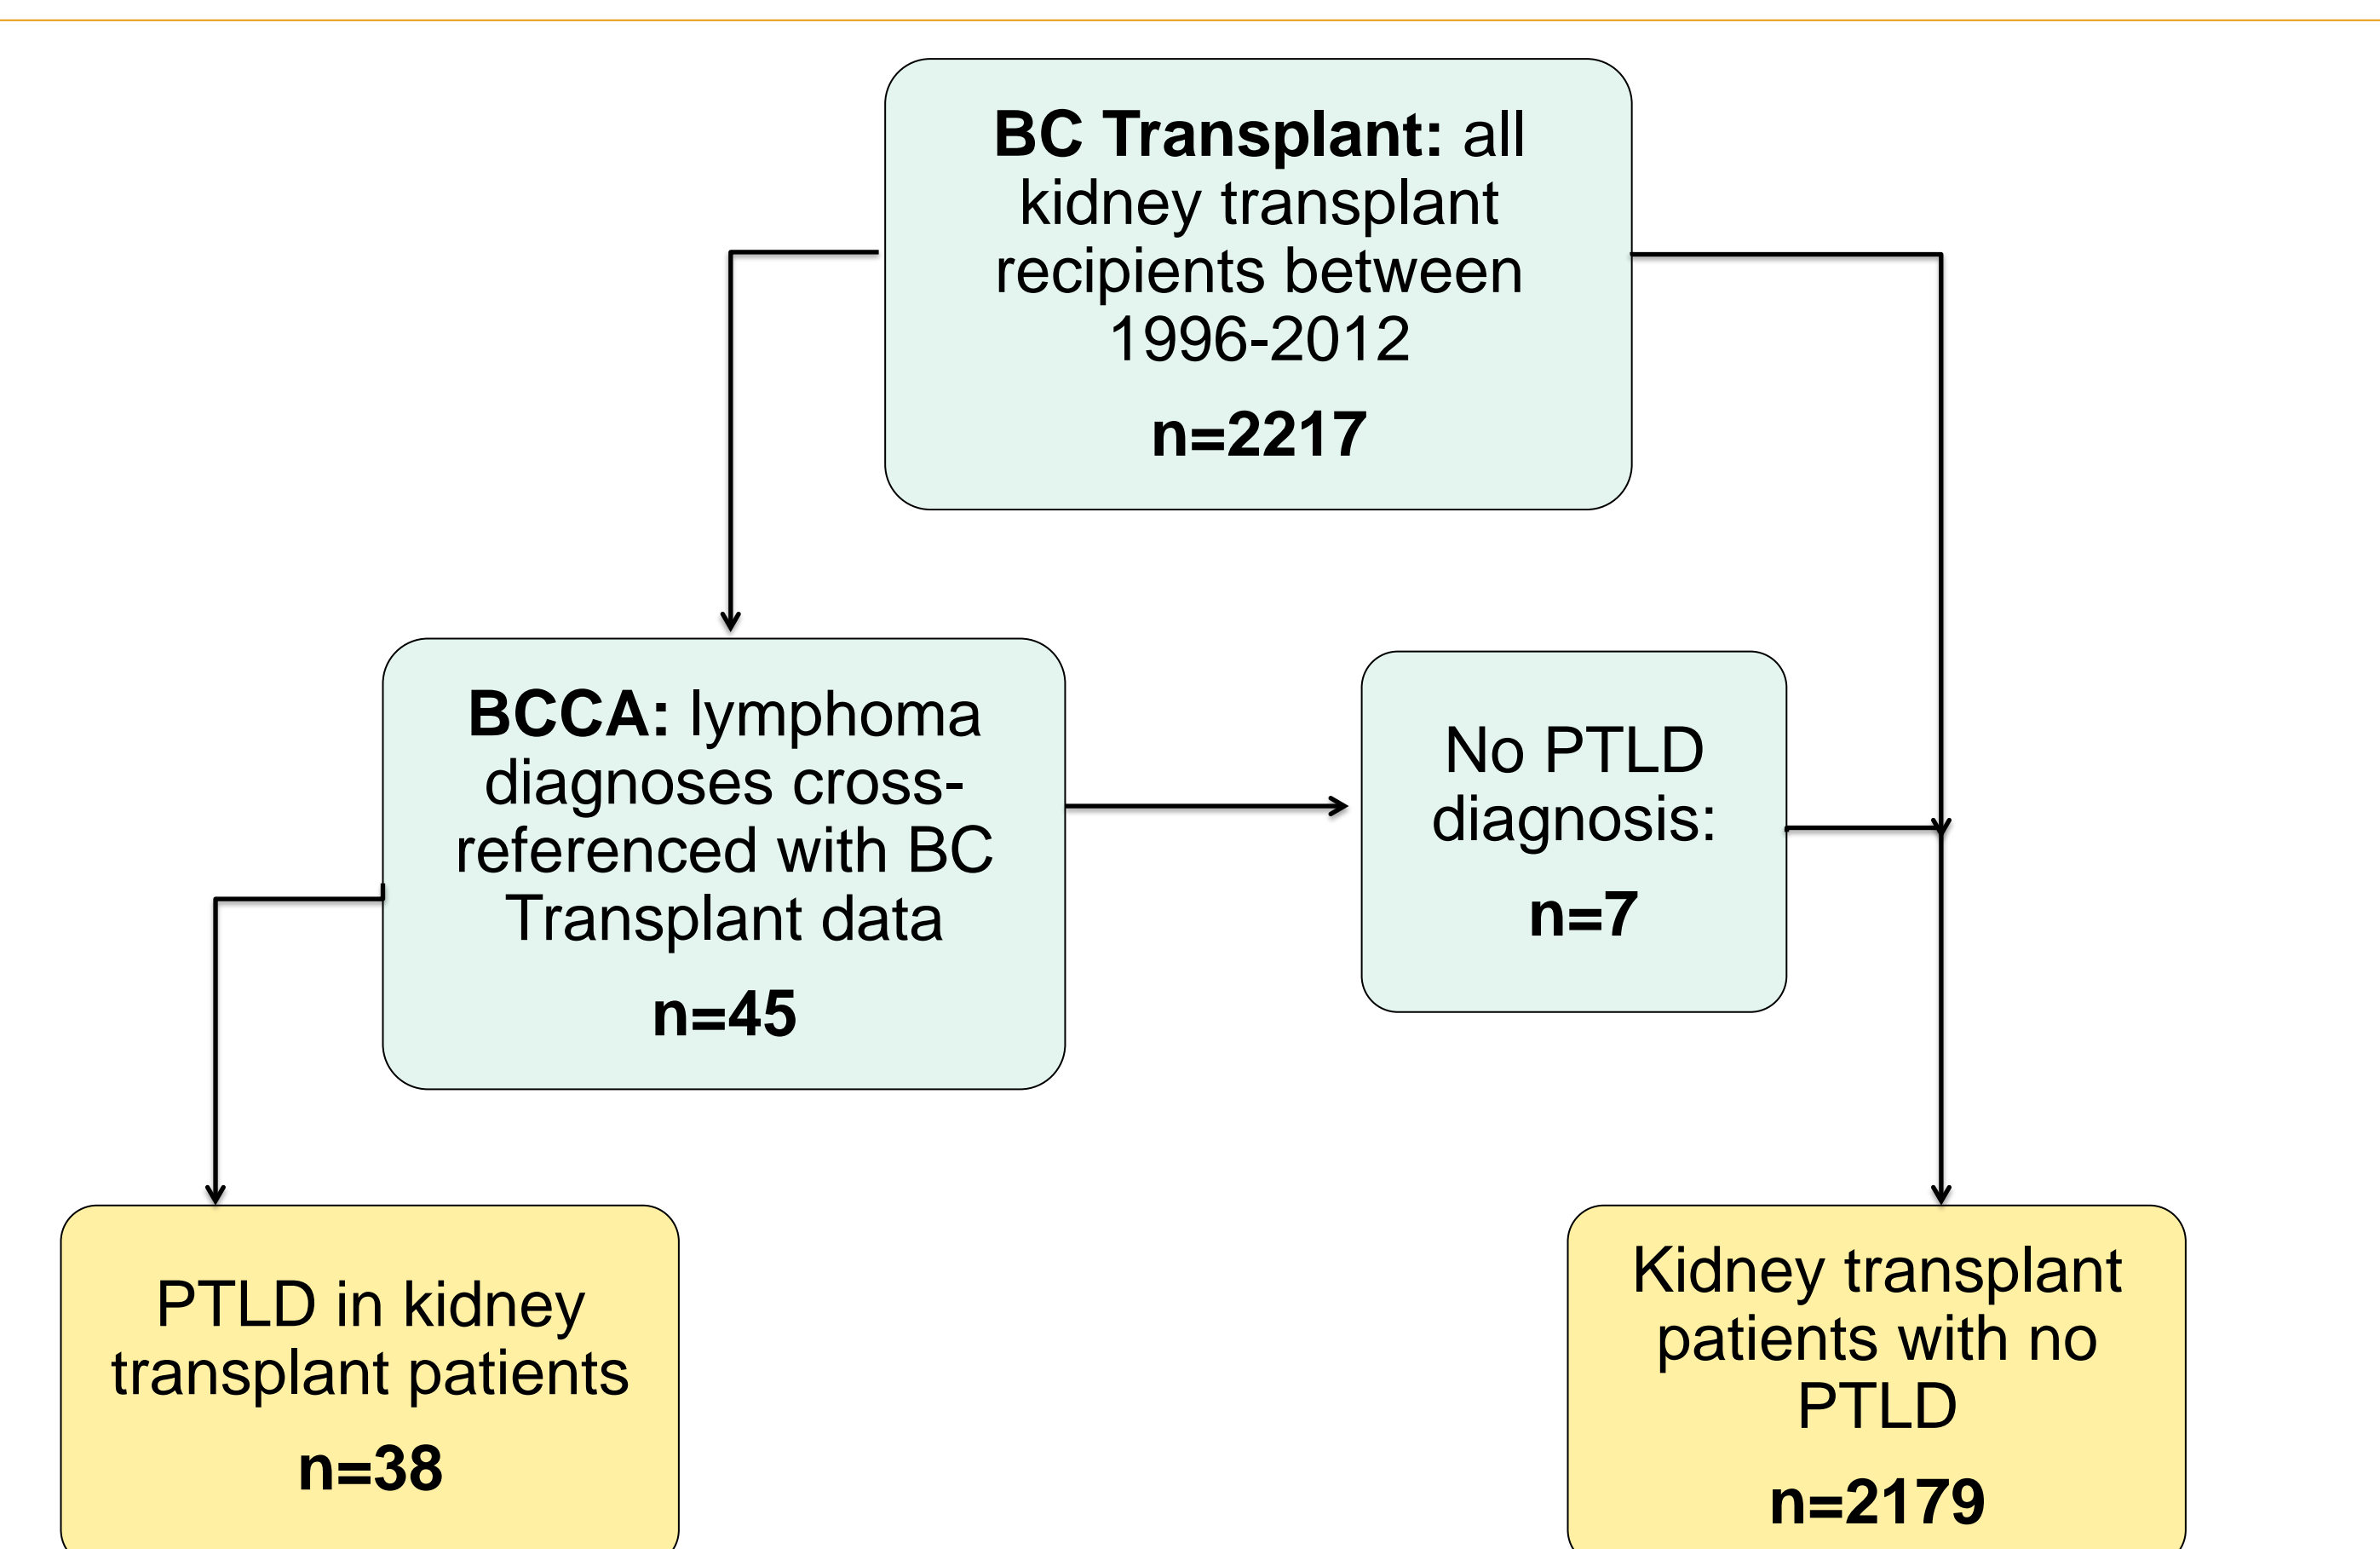 BC Transplant: all
kidney transplant
recipients between
1996-2012
n=2217
BCCA: lymphoma
diagnoses cross-
referenced with BC
Transplant data
n=45
No PTLD
diagnosis:
n=7
PTLD in kidney
transplant patients
n=38
Kidney transplant
patients with no
PTLD
n=2179